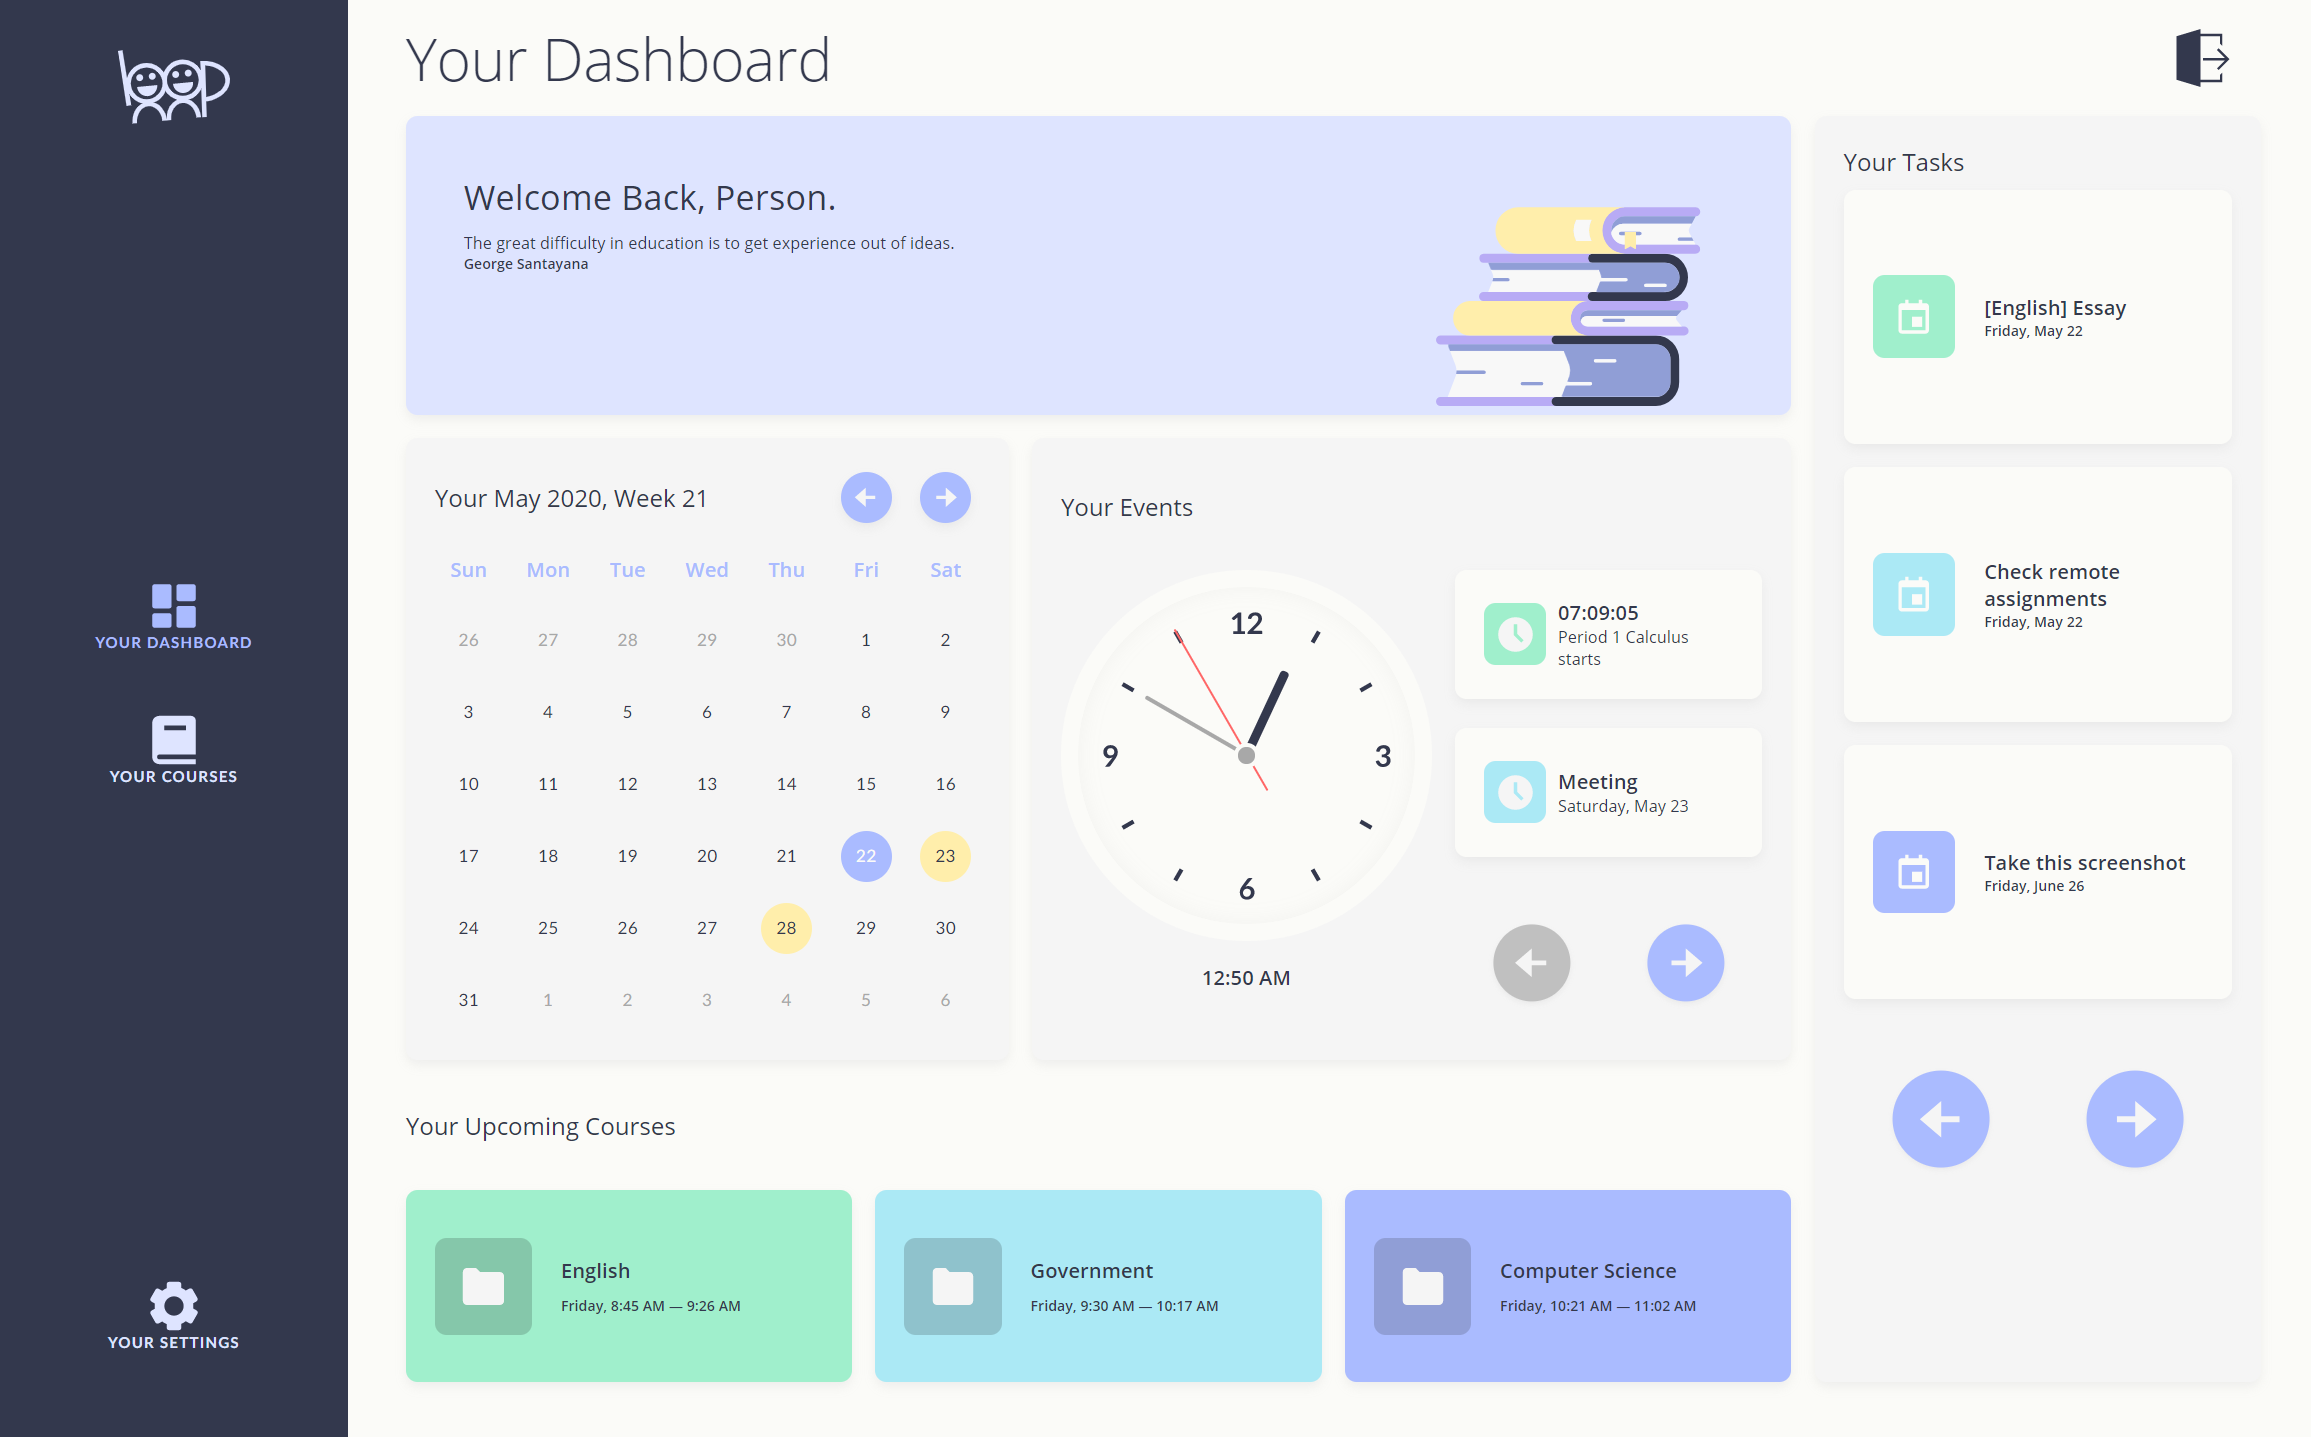 boop
YOUR DASHBOARD
YOUR COURSES
YOUR SETTINGS
Your Dashboard
Welcome Back, Person.
The great difficulty in education is to get experience out of ideas.
George Santayana
Your May 2020, Week 21
Sun Mon Tue Wed Thu Fri Sat
26 27 28 29 30 1 2
3 4 5 6 7 8 9
10 11 12 13 14 15 16
17 18 19 20 21 22 23
24 25 26 27 28 29 30
31 1 2 3 4 5 6
Your Events
12
9 3
6
12:50 AM
07:09:05
Period 1 Calculus
starts
Meeting
Saturday, May 23
Your Upcoming Courses
English
Friday, 8:45 AM — 9:26 AM
Government
Friday, 9:30 AM — 10:17 AM
Computer Science
Friday, 10:21 AM — 11:02 AM
Your Tasks
[English] Essay
Friday, May 22
Check remote
assignments
Friday, May 22
Take this screenshot
Friday, June 26